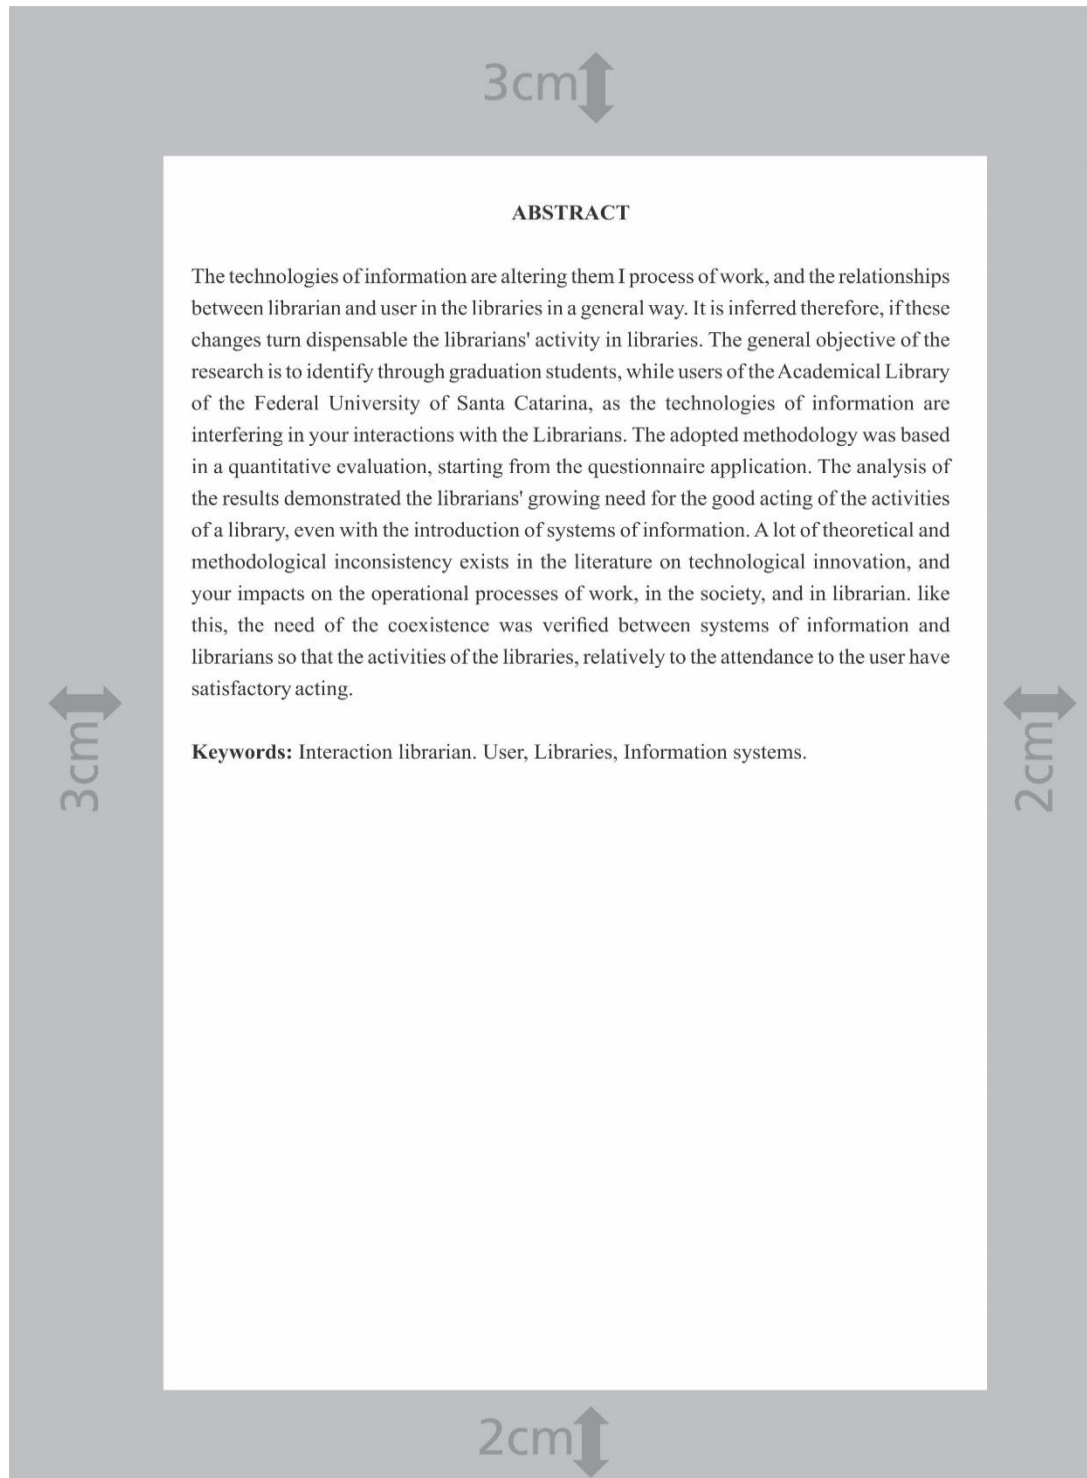 3cm
ABSTRACT
The technologies of information are altering them I process of work, and the relationships
between librarian and user in the libraries in a general way. It is inferred therefore, if these
changes turn dispensable the librarians' activity in libraries. The general objective of the
research is to identify through graduation students, while users of the Academical Library
of the Federal University of Santa Catarina, as the technologies of information are
interfering in your interactions with the Librarians. The adopted methodology was based
in a quantitative evaluation, starting from the questionnaire application. The analysis of
the results demonstrated the librarians' growing need for the good acting of the activities
of a library, even with the introduction of systems of information. A lot of theoretical and
methodological inconsistency exists in the literature on technological innovation, and
your impacts on the operational processes of work, in the society, and in librarian. like
this, the need of the coexistence was verified between systems of information and
librarians so that the activities of the libraries, relatively to the attendance to the user have
satisfactory acting.
Keywords: Interaction librarian. User, Libraries, Information systems.
3cm
2cm
2cm